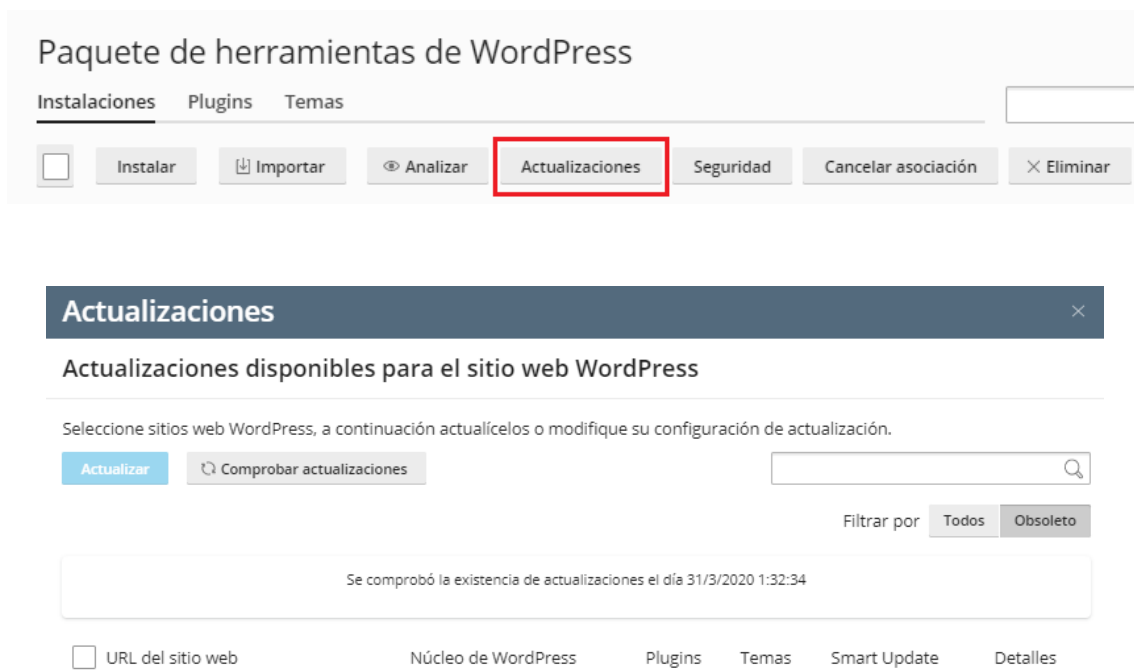 Paquete de herramientas de WordPress
Instalaciones Plugins Temas
Instalar Importar Analizar Actualizaciones Seguridad Cancelar asociación Eliminar
Actualizaciones
Actualizaciones disponibles para el sitio web WordPress
Seleccione sitios web WordPress, a continuación actualícelos o modifique su configuración de actualización.
Actualizar Comprobar actualizaciones
Filtrar por Todos Obsoleto
Se comprobó la existencia de actualizaciones el día 31/3/2020 1:32:34
URL del sitio web Núcleo de WordPress Plugins Temas Smart Update Detalles